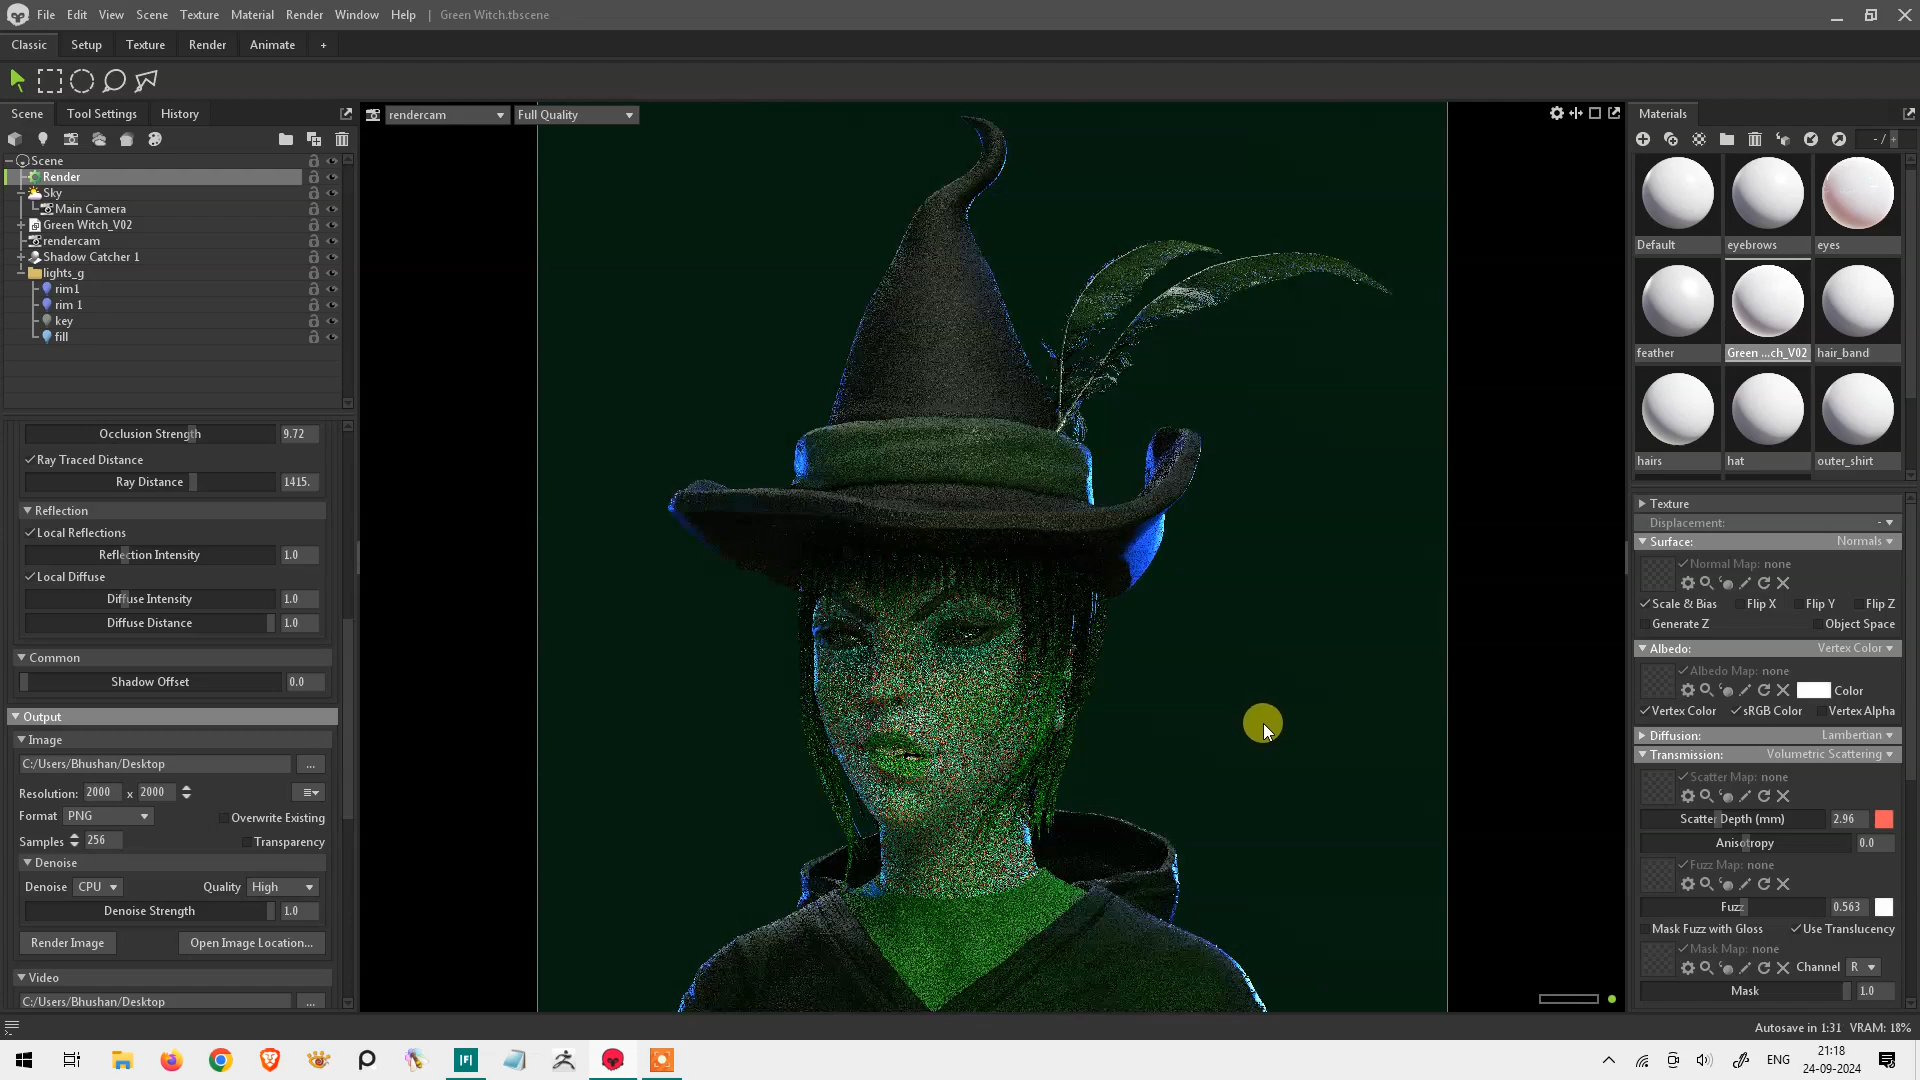 File Edit View Scene Texture Material Render Window Help | Green Witch.tbscene
Classic Setup Texture Render Animate +
Scene Tool Settings History
rendercam Full Quality
Materials
- / +
Scene
Render
Sky
Main Camera
Green Witch_V02
rendercam
Shadow Catcher 1
lights_g
rim1
rim 1
key
fill
Occlusion Strength 9.72
Ray Traced Distance
Ray Distance 1415.
Reflection
Local Reflections
Reflection Intensity 1.0
Local Diffuse
Diffuse Intensity 1.0
Diffuse Distance 1.0
Common
Shadow Offset 0.0
Output
Image
C:/Users/Bhushan/Desktop ...
Resolution: 2000 x 2000
Format PNG Overwrite Existing
Samples 256 Transparency
Denoise
Denoise CPU Quality High
Denoise Strength 1.0
Render Image Open Image Location...
Video
C:/Users/Bhushan/Desktop ...
Default eyebrows eyes
feather Green ...ch_V02 hair_band
hairs hat outer_shirt
Texture
Displacement: -
Surface: Normals
Normal Map: none
Scale & Bias Flip X Flip Y Flip Z
Generate Z Object Space
Albedo: Vertex Color
Albedo Map: none
Color
Vertex Color sRGB Color Vertex Alpha
Diffusion: Lambertian
Transmission: Volumetric Scattering
Scatter Map: none
Scatter Depth (mm) 2.96
Anisotropy 0.0
Fuzz Map: none
Fuzz 0.563
Mask Fuzz with Gloss Use Translucency
Mask Map: none
Channel R
Mask 1.0
Autosave in 1:31 VRAM: 18%
ENG
21:18
24-09-2024